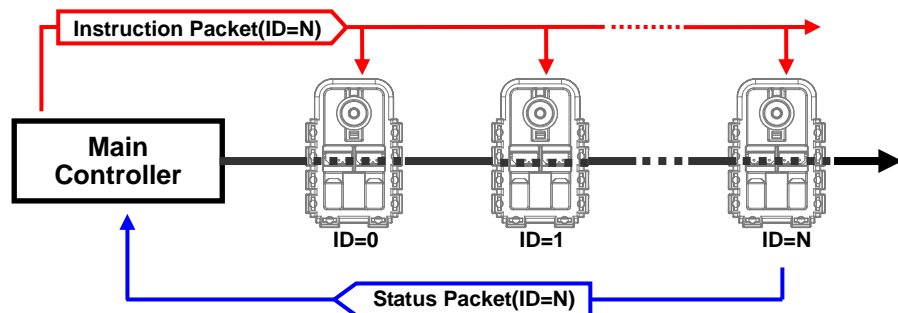 Instruction Packet(ID=N)
Main
Controller
ID=0
ID=1
ID=N
Status Packet(ID=N)